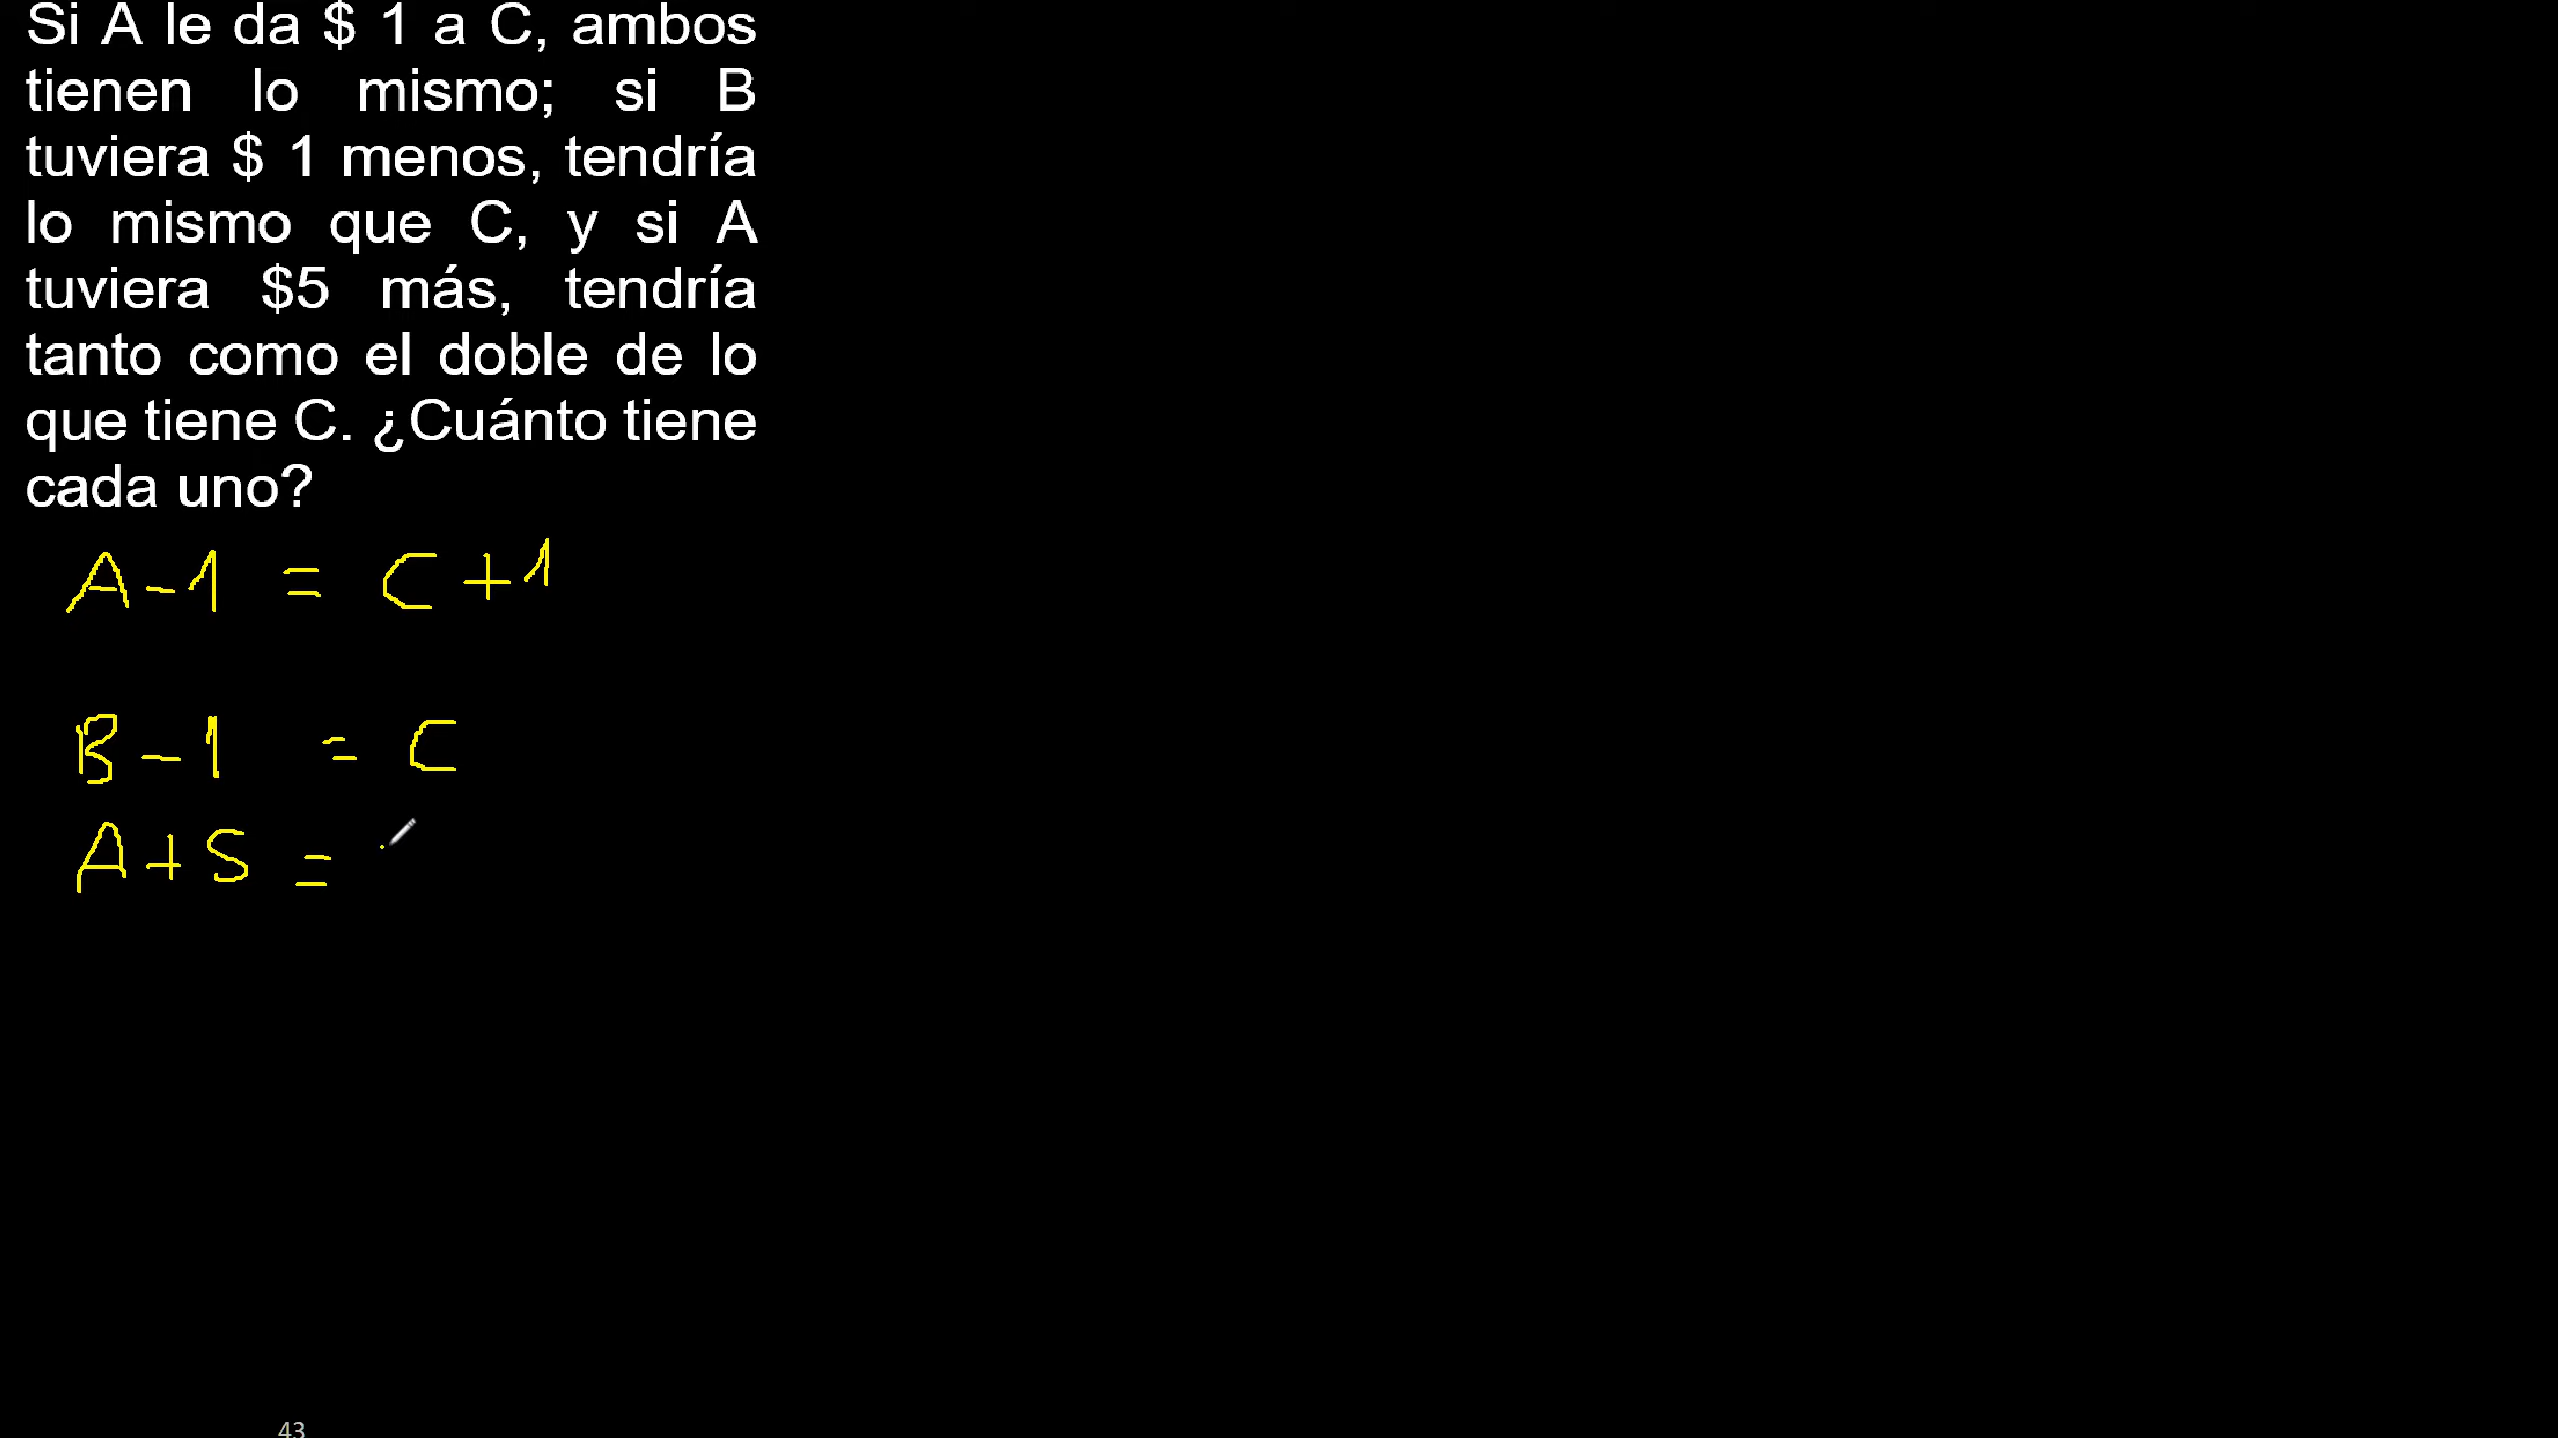 Si A le da $ 1 a C, ambos
tienen lo mismo; si B
tuviera $ 1 menos, tendría
lo mismo que C, y si A
tuviera $5 más, tendría
tanto como el doble de lo
que tiene C. ¿Cuánto tiene
cada uno?
A - 1 = C + 1
B - 1 = C
A + 5 =
43